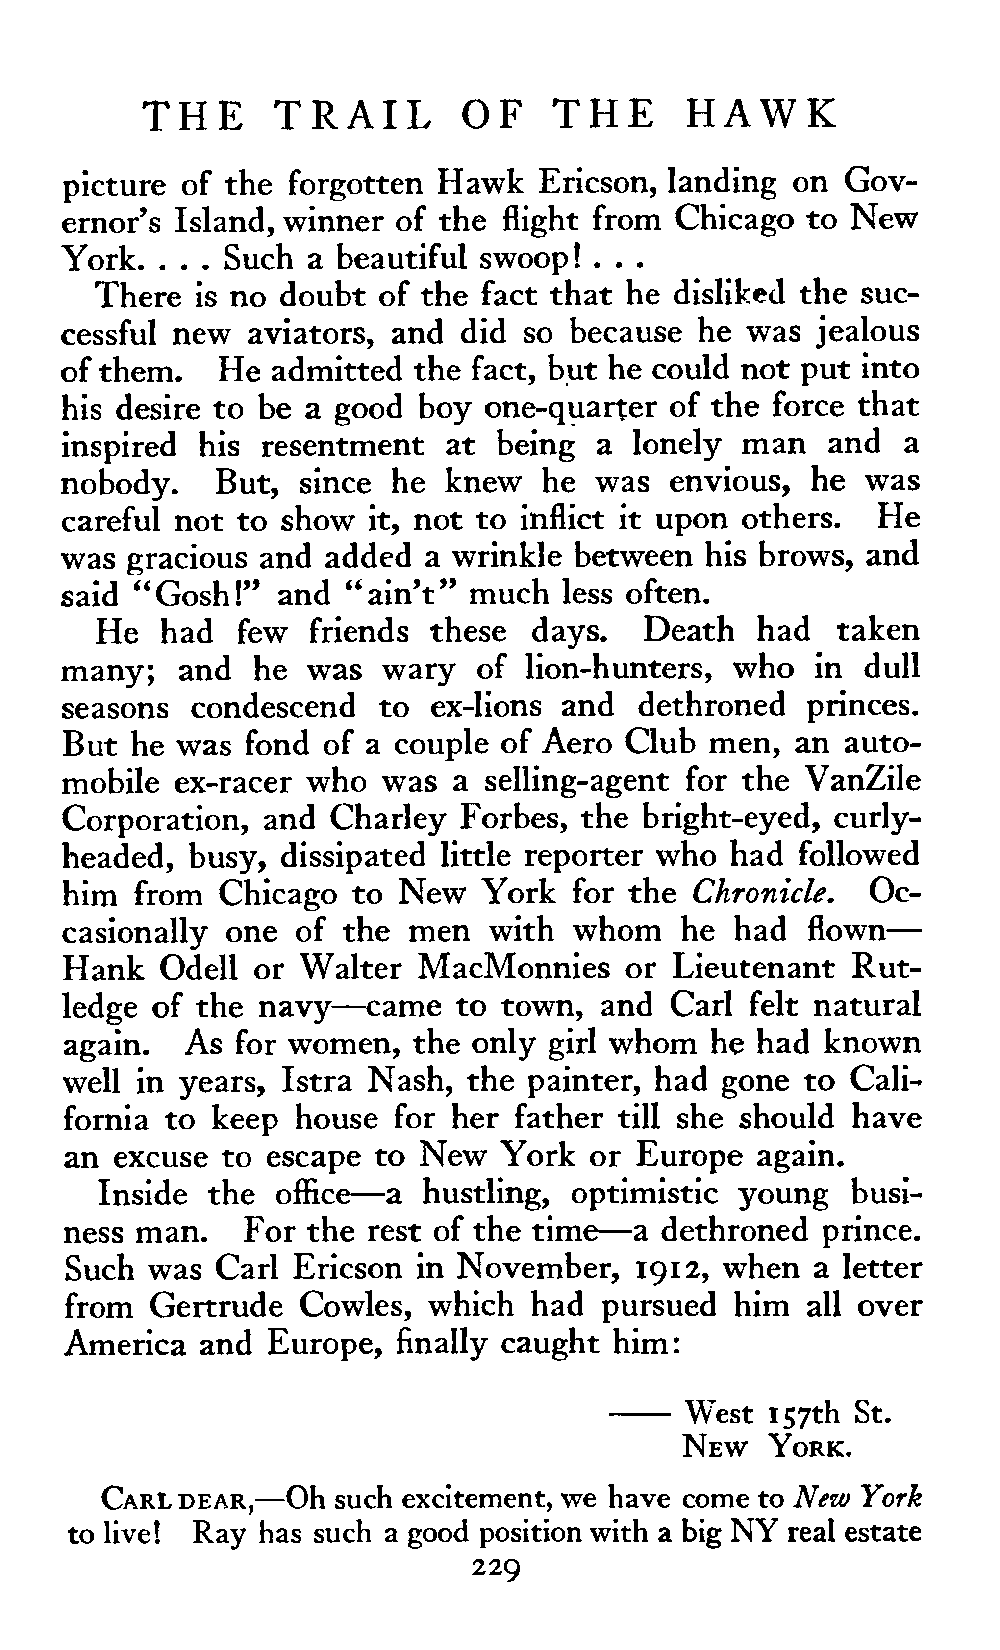 THE TRAIL OF THE HAWK
picture of the forgotten Hawk Ericson, landing on Gov-
ernor's Island, winner of the flight from Chicago to New
York. . . . Such a beautiful swoop! . . .
There is no doubt of the fact that he disliked the suc-
cessful new aviators, and did so because he was jealous
of them. He admitted the fact, but he could not put into
his desire to be a good boy one-quarter of the force that
inspired his resentment at being a lonely man and a
nobody. But, since he knew he was envious, he was
careful not to show it, not to inflict it upon others. He
was gracious and added a wrinkle between his brows, and
said "Gosh!" and "ain't" much less often.
He had few friends these days. Death had taken
many; and he was wary of lion-hunters, who in dull
seasons condescend to ex-lions and dethroned princes.
But he was fond of a couple of Aero Club men, an auto-
mobile ex-racer who was a selling-agent for the VanZile
Corporation, and Charley Forbes, the bright-eyed, curly-
headed, busy, dissipated little reporter who had followed
him from Chicago to New York for the Chronicle. Oc-
casionally one of the men with whom he had flown—
Hank Odell or Walter MacMonnies or Lieutenant Rut-
ledge of the navy—came to town, and Carl felt natural
again. As for women, the only girl whom he had known
well in years, Istra Nash, the painter, had gone to Cali-
fornia to keep house for her father till she should have
an excuse to escape to New York or Europe again.
Inside the office—a hustling, optimistic young busi-
ness man. For the rest of the time—a dethroned prince.
Such was Carl Ericson in November, 1912, when a letter
from Gertrude Cowles, which had pursued him all over
America and Europe, finally caught him:
—— West 157th St.
NEW YORK.
CARL DEAR,—Oh such excitement, we have come to New York
to live! Ray has such a good position with a big NY real estate
229